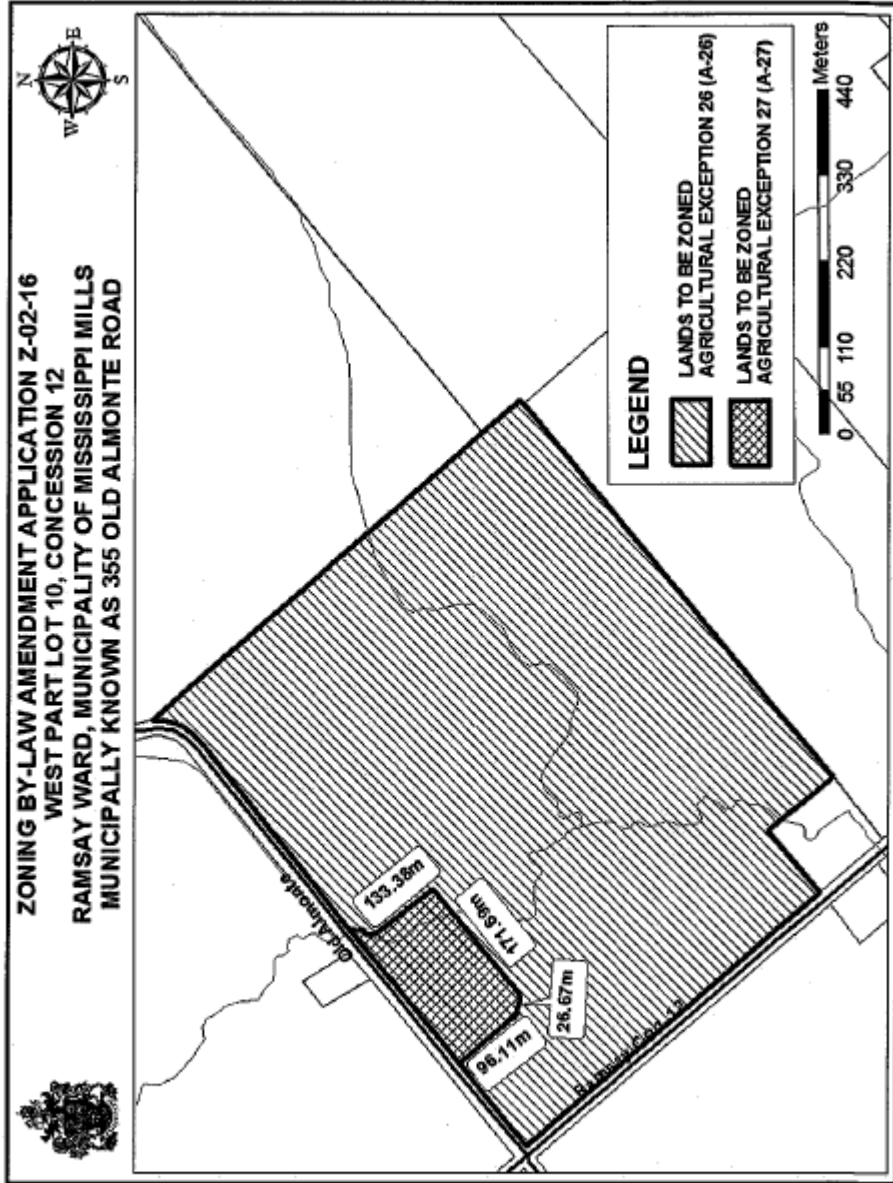 ZONING BY-LAW AMENDMENT APPLICATION Z-02-16
WEST PART LOT 10, CONCESSION 12
RAMSAY WARD, MUNICIPALITY OF MISSISSIPPI MILLS
MUNICIPALLY KNOWN AS 355 OLD ALMONTE ROAD
N
E
S
W
Old Almonte
133.38m
171.69m
96.11m
26.67m
Ramsay Con 12
LEGEND
LANDS TO BE ZONED
AGRICULTURAL EXCEPTION 26 (A-26)
LANDS TO BE ZONED
AGRICULTURAL EXCEPTION 27 (A-27)
0 55 110 220 330 440
Meters